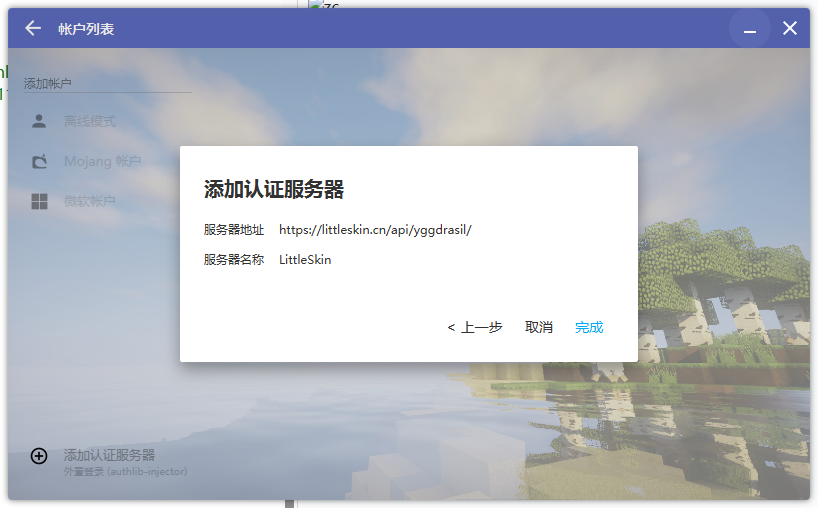 帐户列表
添加帐户
离线模式
Mojang 帐户
微软帐户
添加认证服务器
服务器地址 https://littleskin.cn/api/yggdrasil/
服务器名称 LittleSkin
< 上一步 取消 完成
添加认证服务器
外置登录 (authlib-injector)